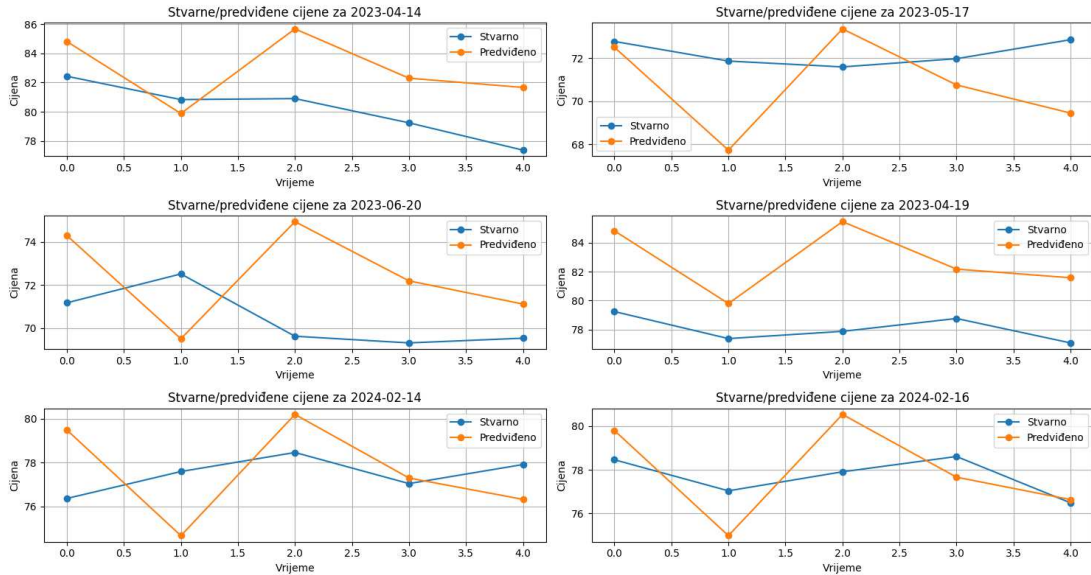 Stvarne/predviđene cijene za 2023-04-14
86
84
82
80
78
Cijena
Stvarno
Predviđeno
0.0 0.5 1.0 1.5 2.0 2.5 3.0 3.5 4.0
Vrijeme
Stvarne/predviđene cijene za 2023-05-17
72
70
68
Cijena
Stvarno
Predviđeno
0.0 0.5 1.0 1.5 2.0 2.5 3.0 3.5 4.0
Vrijeme
Stvarne/predviđene cijene za 2023-06-20
74
72
70
Cijena
Stvarno
Predviđeno
0.0 0.5 1.0 1.5 2.0 2.5 3.0 3.5 4.0
Vrijeme
Stvarne/predviđene cijene za 2023-04-19
84
82
80
78
Cijena
Stvarno
Predviđeno
0.0 0.5 1.0 1.5 2.0 2.5 3.0 3.5 4.0
Vrijeme
Stvarne/predviđene cijene za 2024-02-14
80
78
76
Cijena
Stvarno
Predviđeno
0.0 0.5 1.0 1.5 2.0 2.5 3.0 3.5 4.0
Vrijeme
Stvarne/predviđene cijene za 2024-02-16
80
78
76
Cijena
Stvarno
Predviđeno
0.0 0.5 1.0 1.5 2.0 2.5 3.0 3.5 4.0
Vrijeme